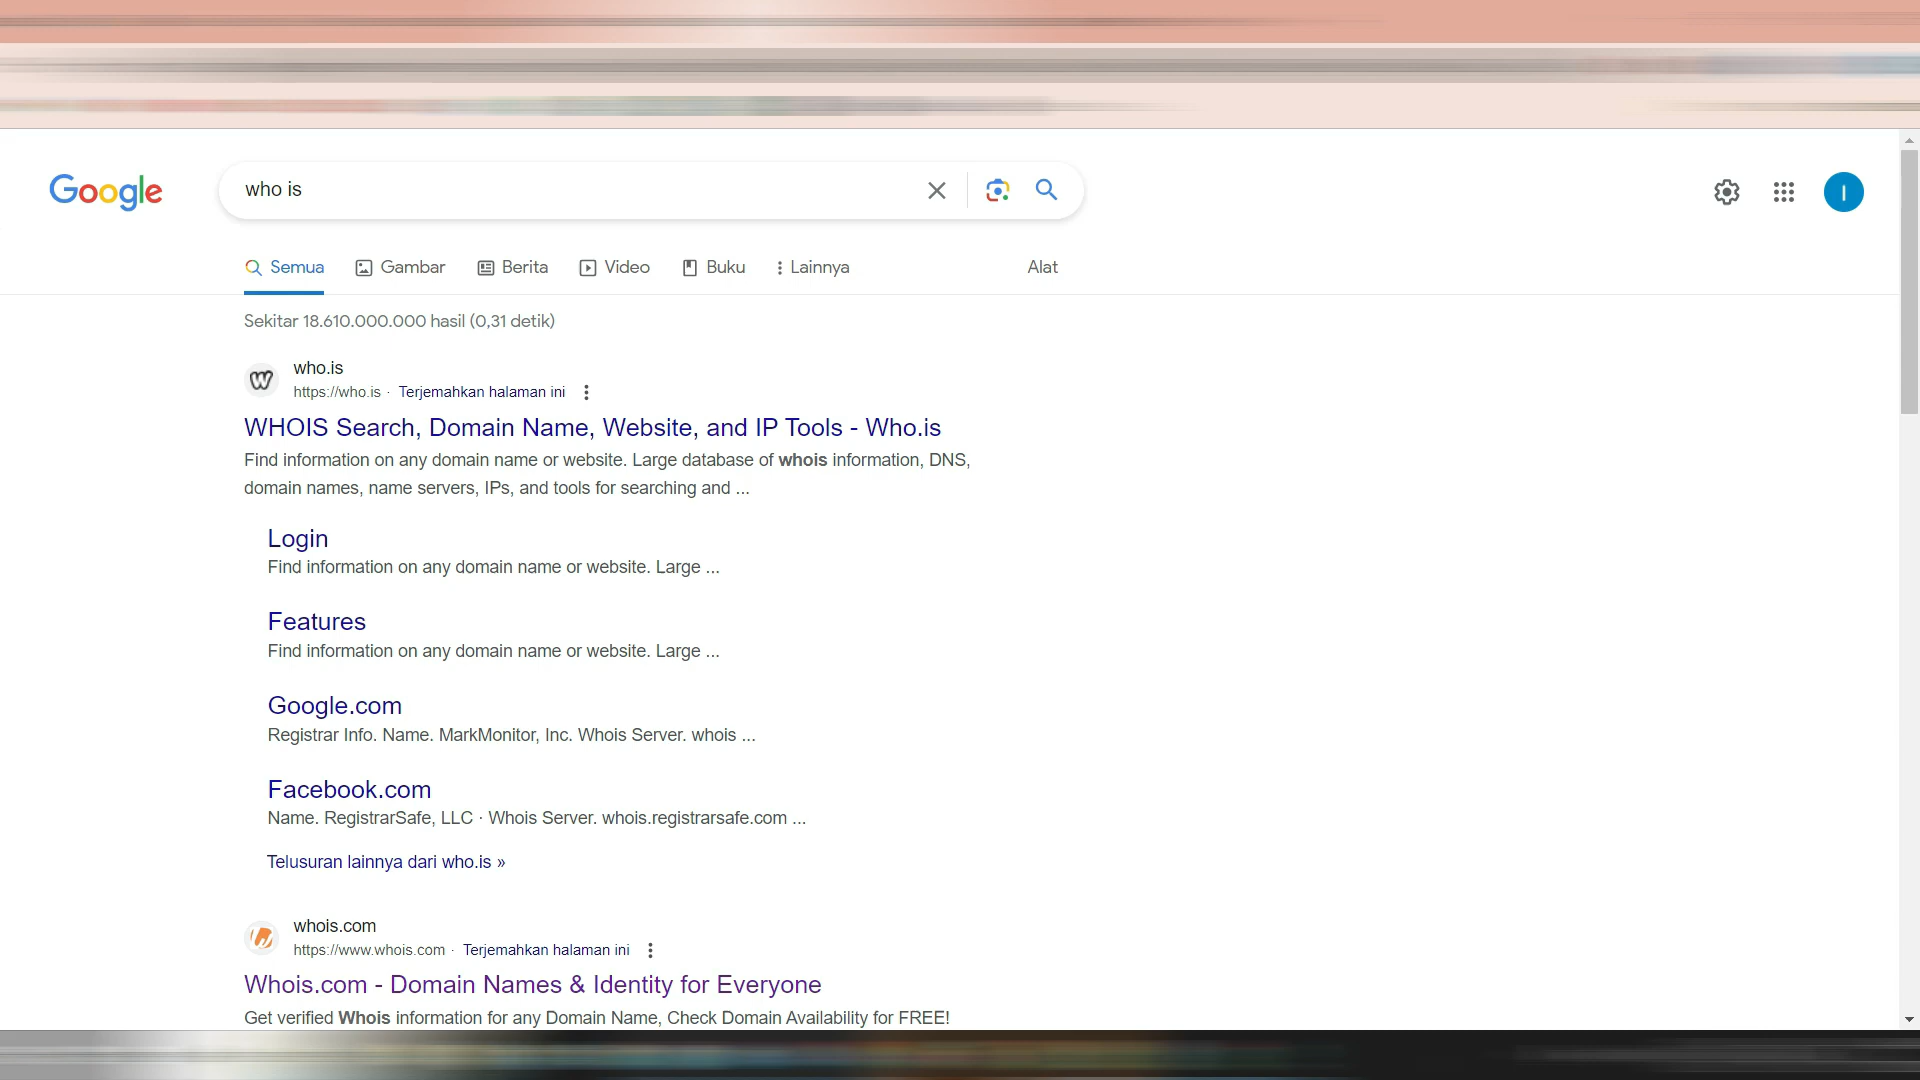 Google
who is
Semua
Gambar
Berita
Video
Buku
Lainnya
Alat
I
Sekitar 18.610.000.000 hasil (0,31 detik)
who.is
https://who.is · Terjemahkan halaman ini
WHOIS Search, Domain Name, Website, and IP Tools - Who.is
Find information on any domain name or website. Large database of whois information, DNS,
domain names, name servers, IPs, and tools for searching and ...
Login
Find information on any domain name or website. Large ...
Features
Find information on any domain name or website. Large ...
Google.com
Registrar Info. Name. MarkMonitor, Inc. Whois Server. whois ...
Facebook.com
Name. RegistrarSafe, LLC · Whois Server. whois.registrarsafe.com ...
Telusuran lainnya dari who.is »
whois.com
https://www.whois.com · Terjemahkan halaman ini
Whois.com - Domain Names & Identity for Everyone
Get verified Whois information for any Domain Name, Check Domain Availability for FREE!